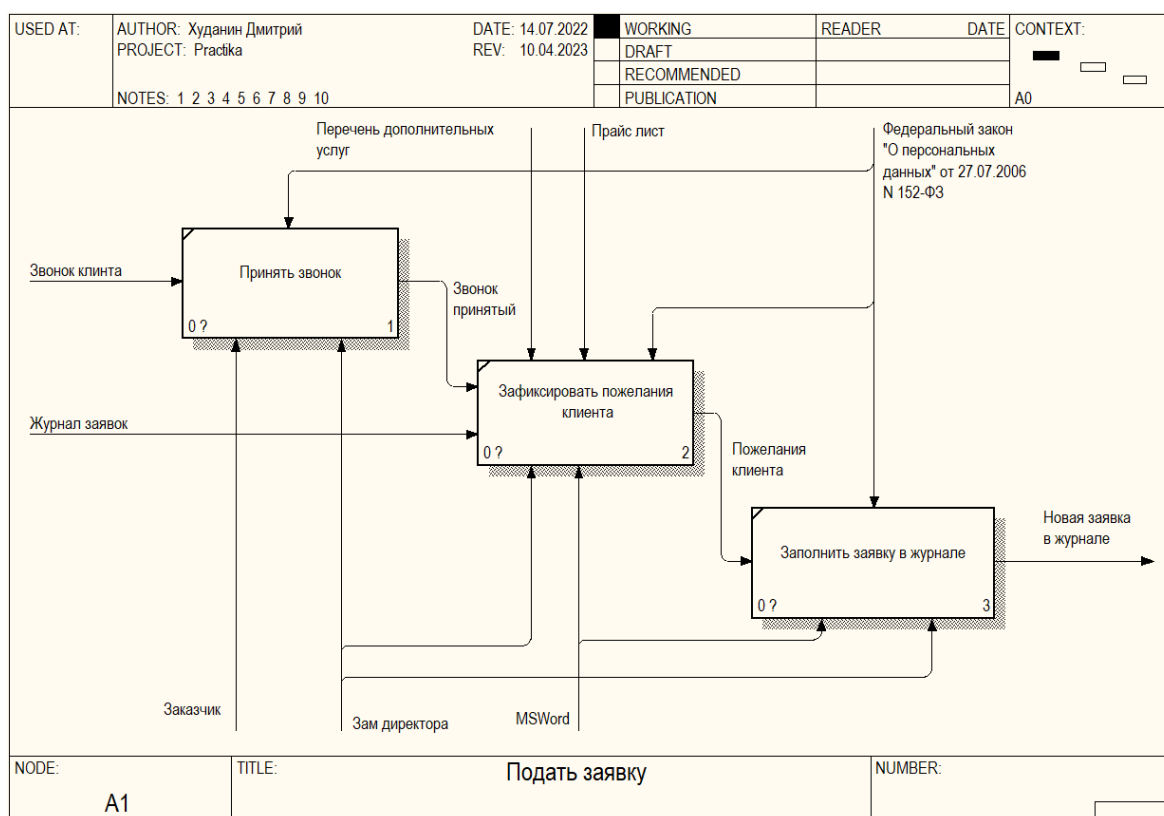 USED AT:
AUTHOR: Худанин Дмитрий
DATE: 14.07.2022
PROJECT: Practika
REV: 10.04.2023
NOTES: 1 2 3 4 5 6 7 8 9 10
WORKING
DRAFT
RECOMMENDED
PUBLICATION
READER
DATE
CONTEXT:
A0
Перечень дополнительных
услуг
Прайс лист
Федеральный закон
"О персональных
данных" от 27.07.2006
N 152-ФЗ
Звонок клинта
Принять звонок
0 ?
1
Звонок
принятый
Журнал заявок
Зафиксировать пожелания
клиента
0 ?
2
Пожелания
клиента
Заполнить заявку в журнале
0 ?
3
Новая заявка
в журнале
Заказчик
Зам директора
MSWord
NODE:
A1
TITLE:
Подать заявку
NUMBER: